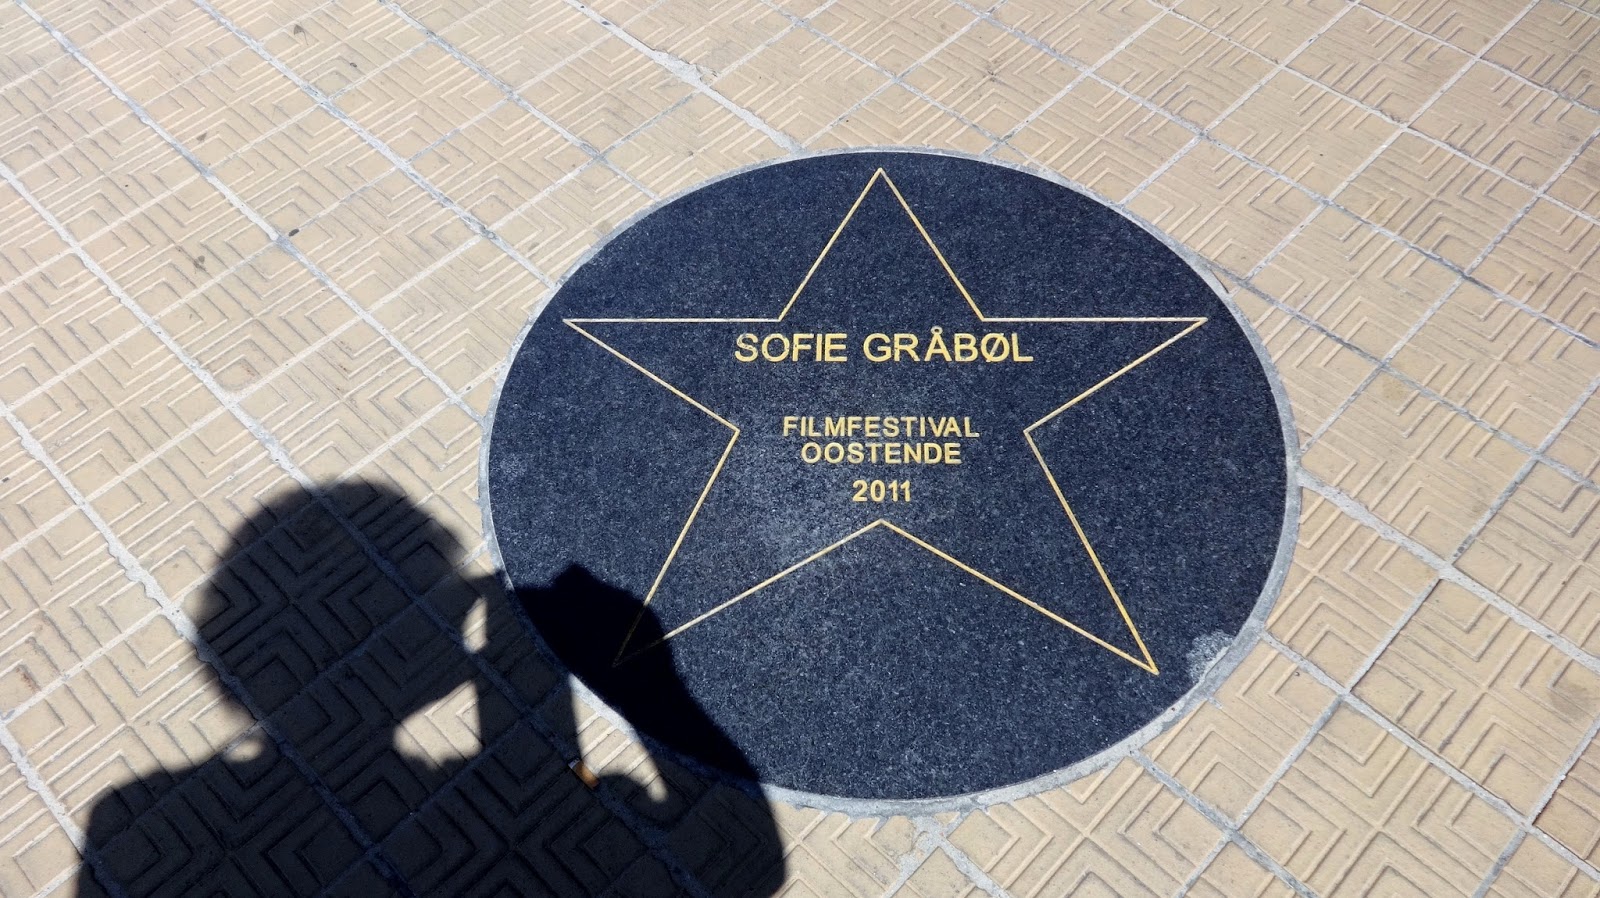 SOFIE GRÅBØL
FILMFESTIVAL
OOSTENDE
2011